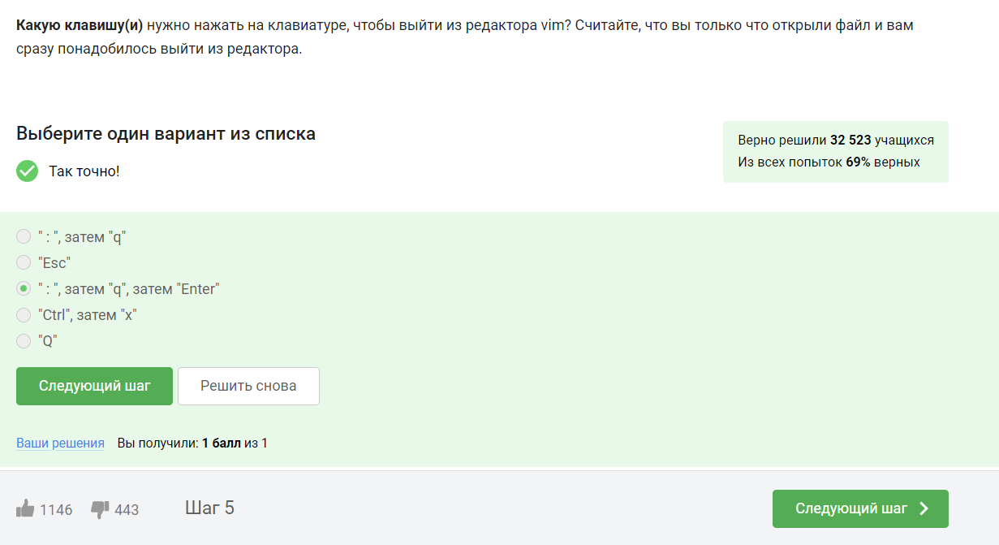 Какую клавишу(и) нужно нажать на клавиатуре, чтобы выйти из редактора vim? Считайте, что вы только что открыли файл и вам
сразу понадобилось выйти из редактора.
Выберите один вариант из списка
Так точно!
Верно решили 32 523 учащихся
Из всех попыток 69% верных
" : ", затем "q"
"Esc"
" : ", затем "q", затем "Enter"
"Ctrl", затем "x"
"Q"
Следующий шаг
Решить снова
Ваши решения Вы получили: 1 балл из 1
1146
443
Шаг 5
Следующий шаг